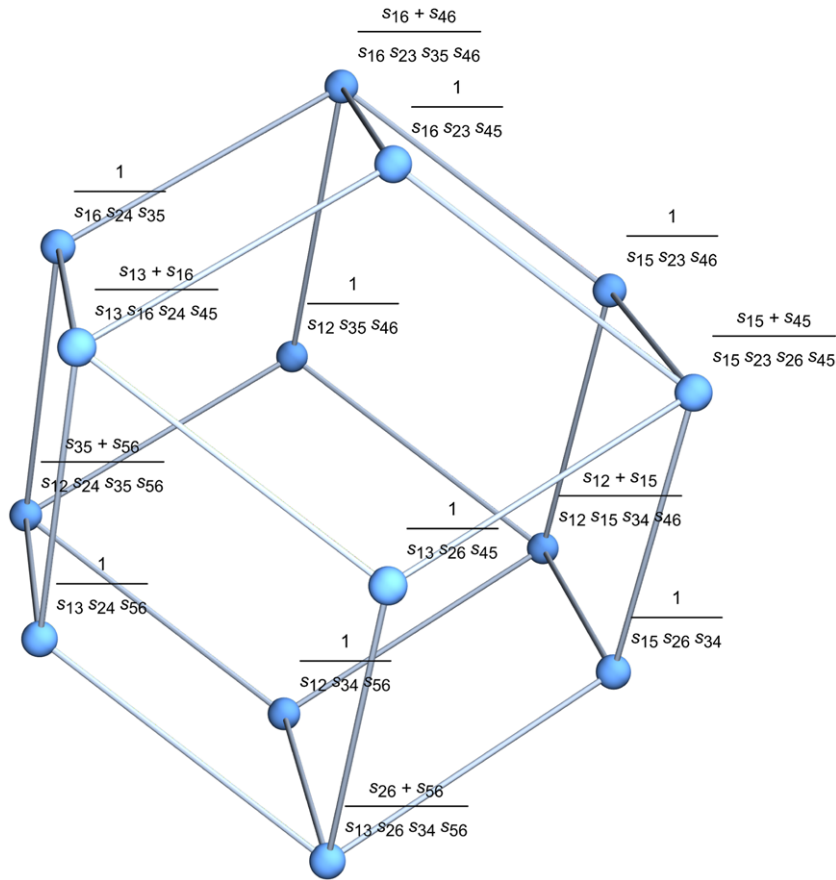 s16 + s46
s16 s23 s35 s46
1
s16 s23 s45
1
s16 s24 s35
1
s15 s23 s46
s13 + s16
s13 s16 s24 s45
1
s12 s35 s46
s15 + s45
s15 s23 s26 s45
s35 + s56
s12 s24 s35 s56
s12 + s15
s12 s15 s34 s46
1
s13 s26 s45
1
s13 s24 s56
1
s15 s26 s34
1
s12 s34 s56
s26 + s56
s13 s26 s34 s56